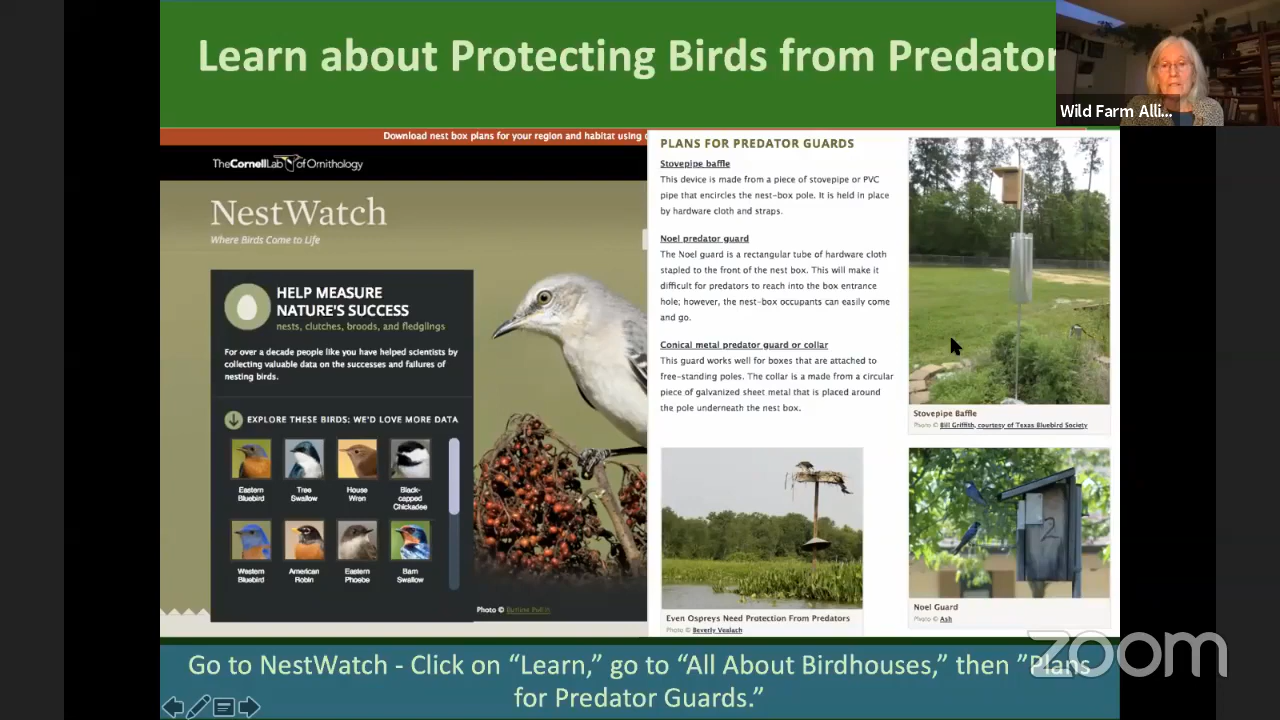 Learn about Protecting Birds from Predator
Wild Farm Alli...
Download nest box plans for your region and habitat using
TheCornellLab of Ornithology
NestWatch
Where Birds Come to Life
HELP MEASURE
NATURE'S SUCCESS
nests, clutches, broods, and fledglings
For over a decade people like you have helped scientists by
collecting valuable data on the successes and failures of
nesting birds.
EXPLORE THESE BIRDS: WE'D LOVE MORE DATA
Eastern
Bluebird
Tree
Swallow
House
Wren
Black-
capped
Chickadee
Western
Bluebird
American
Robin
Eastern
Phoebe
Barn
Swallow
Photo ©
PLANS FOR PREDATOR GUARDS
Stovepipe baffle
This device is made from a piece of stovepipe or PVC
pipe that encircles the nest-box pole. It is held in place
by hardware cloth and straps.
Noel predator guard
The Noel guard is a rectangular tube of hardware cloth
stapled to the front of the nest box. This will make it
difficult for predators to reach into the box entrance
hole; however, the nest-box occupants can easily come
and go.
Conical metal predator guard or collar
This guard works well for boxes that are attached to
free-standing poles. The collar is a made from a circular
piece of galvanized sheet metal that is placed around
the pole underneath the nest box.
Stovepipe Baffle
Photo © Bill Griffith, courtesy of Texas Bluebird Society
Even Ospreys Need Protection From Predators
Photo © Beverly Vealach
Noel Guard
Photo © Ash
zoom
Go to NestWatch - Click on “Learn,” go to “All About Birdhouses,” then ”Plans
for Predator Guards.”